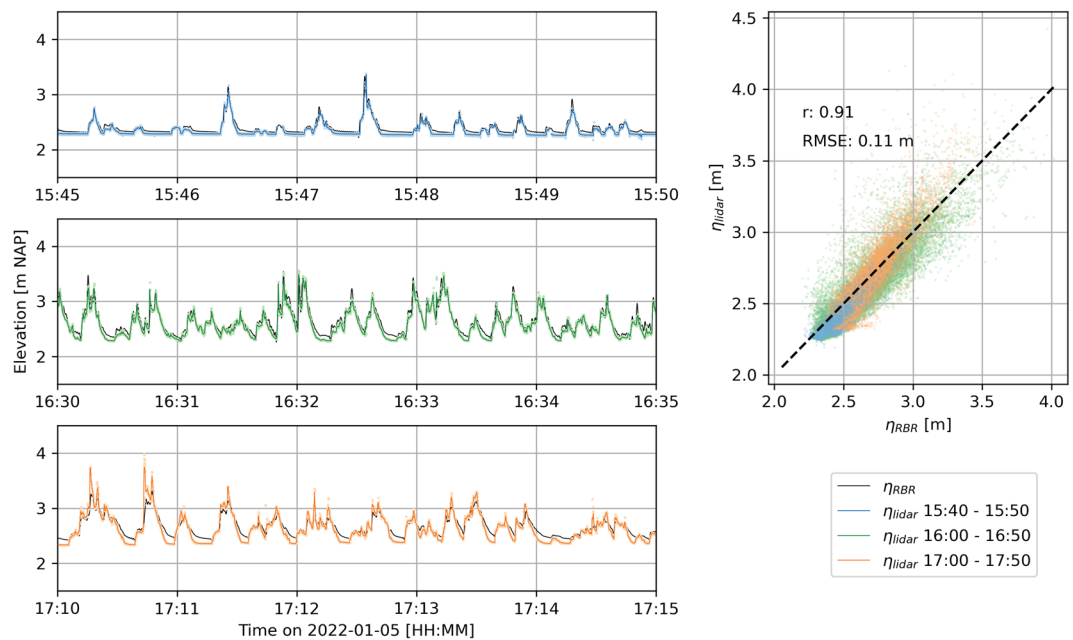 4
3
2
15:45 15:46 15:47 15:48 15:49 15:50
Elevation [m NAP]
4
3
2
16:30 16:31 16:32 16:33 16:34 16:35
4
3
2
17:10 17:11 17:12 17:13 17:14 17:15
Time on 2022-01-05 [HH:MM]
4.5
4.0
3.5
3.0
2.5
2.0
η_lidar [m]
r: 0.91
RMSE: 0.11 m
2.0 2.5 3.0 3.5 4.0
η_RBR [m]
η_RBR
η_lidar 15:40 - 15:50
η_lidar 16:00 - 16:50
η_lidar 17:00 - 17:50